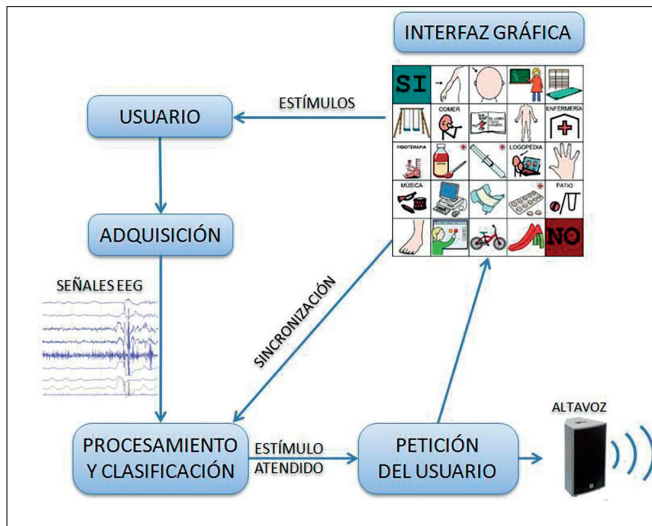 INTERFAZ GRÁFICA
SI
USUARIO
ESTÍMULOS
COMER
ENFERMERÍA
FISIOTERAPIA
LOGOPEDIA
ADQUISICIÓN
MÚSICA
PATIO
NO
SEÑALES EEG
SINCRONIZACIÓN
ALTAVOZ
PROCESAMIENTO
Y CLASIFICACIÓN
ESTÍMULO
ATENDIDO
PETICIÓN
DEL USUARIO